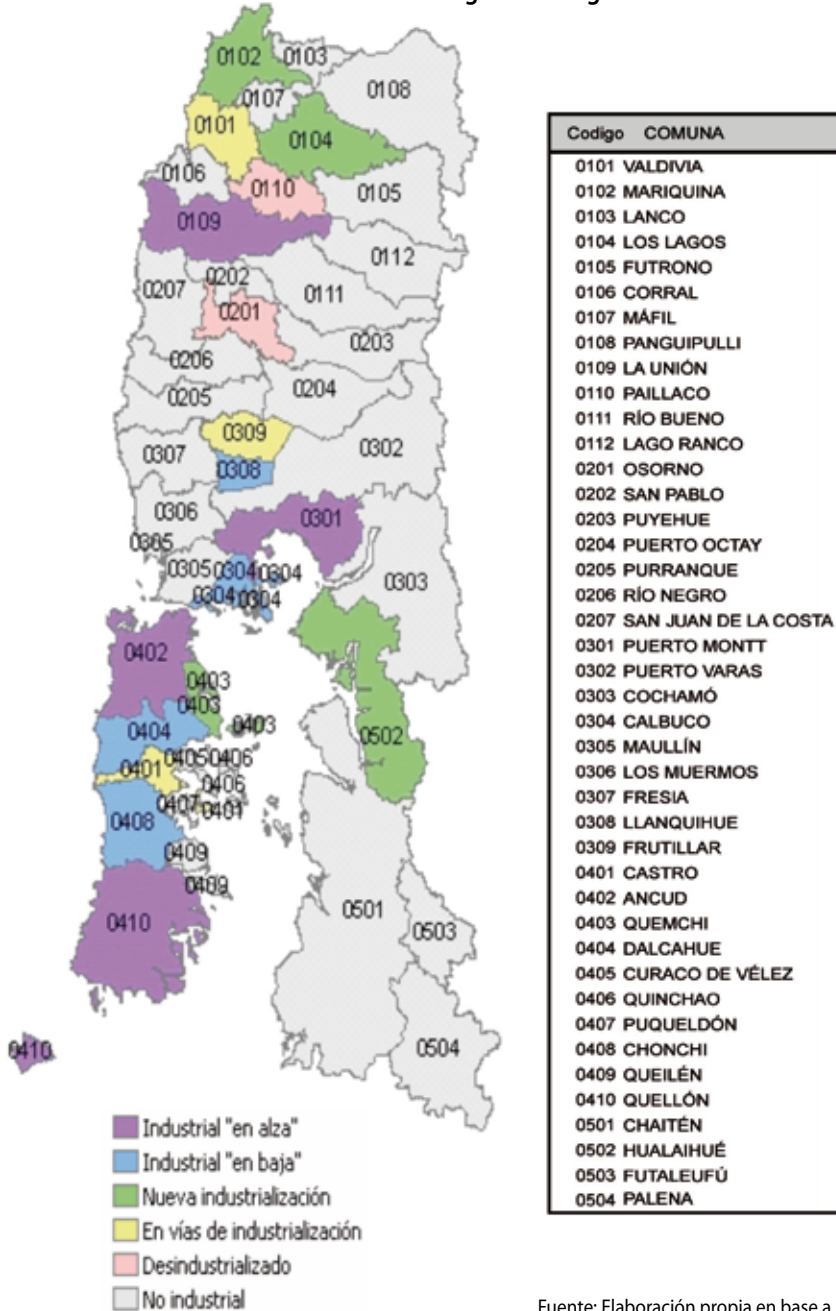 0102
0103
0108
0107
0101
0104
0106
0110
0105
0109
0112
0202
0207
0111
0201
0203
0206
0204
0205
0309
0302
0307
0308
0306
0301
0305
0305
0304
0304
0303
0304
0304
0402
0403
0403
0403
0404
0502
0405
0406
0401
0406
0407
0401
0408
0409
0409
0501
0410
0503
0504
0410
Industrial "en alza"
Industrial "en baja"
Nueva industrialización
En vías de industrialización
Desindustrializado
No industrial
Codigo COMUNA
0101 VALDIVIA
0102 MARIQUINA
0103 LANCO
0104 LOS LAGOS
0105 FUTRONO
0106 CORRAL
0107 MÁFIL
0108 PANGUIPULLI
0109 LA UNIÓN
0110 PAILLACO
0111 RÍO BUENO
0112 LAGO RANCO
0201 OSORNO
0202 SAN PABLO
0203 PUYEHUE
0204 PUERTO OCTAY
0205 PURRANQUE
0206 RÍO NEGRO
0207 SAN JUAN DE LA COSTA
0301 PUERTO MONTT
0302 PUERTO VARAS
0303 COCHAMÓ
0304 CALBUCO
0305 MAULLÍN
0306 LOS MUERMOS
0307 FRESIA
0308 LLANQUIHUE
0309 FRUTILLAR
0401 CASTRO
0402 ANCUD
0403 QUEMCHI
0404 DALCAHUE
0405 CURACO DE VÉLEZ
0406 QUINCHAO
0407 PUQUELDÓN
0408 CHONCHI
0409 QUEILÉN
0410 QUELLÓN
0501 CHAITÉN
0502 HUALAIHUÉ
0503 FUTALEUFÚ
0504 PALENA
Fuente: Elaboración propia en base a